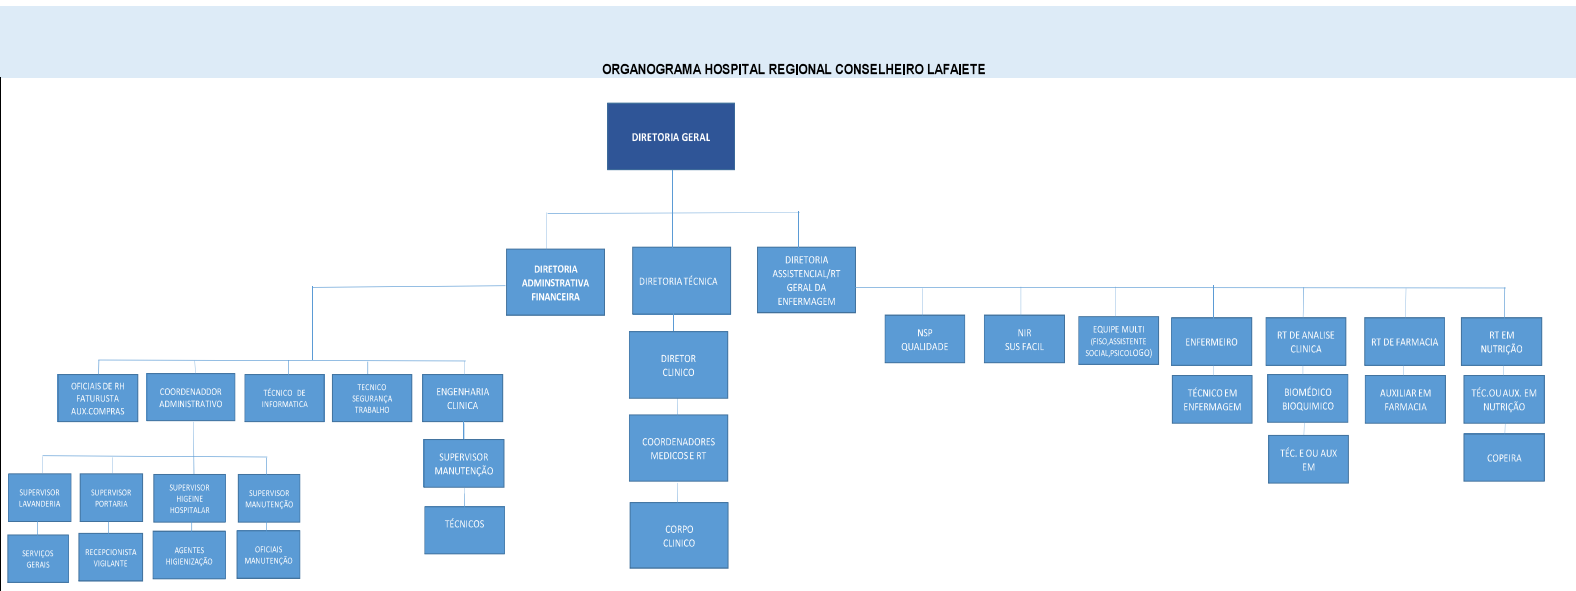 ORGANOGRAMA HOSPITAL REGIONAL CONSELHEIRO LAFAIETE
DIRETORIA GERAL
DIRETORIA
ADMINSTRATIVA
FINANCEIRA
DIRETORIA TÉCNICA
DIRETORIA
ASSISTENCIAL/RT
GERAL DA
ENFERMAGEM
NSP
QUALIDADE
NIR
SUS FACIL
EQUIPE MULTI
(FISO,ASSISTENTE
SOCIAL,PSICOLOGO)
ENFERMEIRO
RT DE ANALISE
CLINICA
RT DE FARMACIA
RT EM
NUTRIÇÃO
DIRETOR
CLINICO
OFICIAIS DE RH
FATURUSTA
AUX.COMPRAS
COORDENADDOR
ADMINISTRATIVO
TÉCNICO DE
INFORMATICA
TECNICO
SEGURANÇA
TRABALHO
ENGENHARIA
CLINICA
TÉCNICO EM
ENFERMAGEM
BIOMÉDICO
BIOQUIMICO
AUXILIAR EM
FARMACIA
TÉC.OU AUX. EM
NUTRIÇÃO
COORDENADORES
MEDICOS E RT
SUPERVISOR
MANUTENÇÃO
TÉC. E OU AUX
EM
COPEIRA
SUPERVISOR
LAVANDERIA
SUPERVISOR
PORTARIA
SUPERVISOR
HIGEINE
HOSPITALAR
SUPERVISOR
MANUTENÇÃO
TÉCNICOS
CORPO
CLINICO
SERVIÇOS
GERAIS
RECEPCIONISTA
VIGILANTE
AGENTES
HIGIENIZAÇÃO
OFICIAIS
MANUTENÇÃO